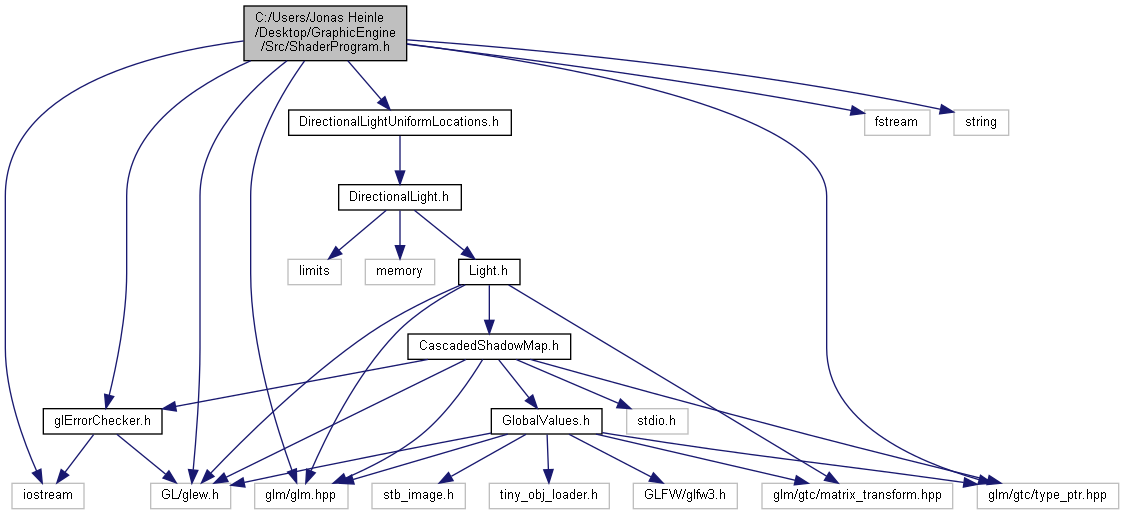 C:/Users/Jonas Heinle
/Desktop/GraphicEngine
/Src/ShaderProgram.h
DirectionalLightUniformLocations.h
fstream
string
DirectionalLight.h
limits
memory
Light.h
CascadedShadowMap.h
glErrorChecker.h
GlobalValues.h
stdio.h
iostream
GL/glew.h
glm/glm.hpp
stb_image.h
tiny_obj_loader.h
GLFW/glfw3.h
glm/gtc/matrix_transform.hpp
glm/gtc/type_ptr.hpp